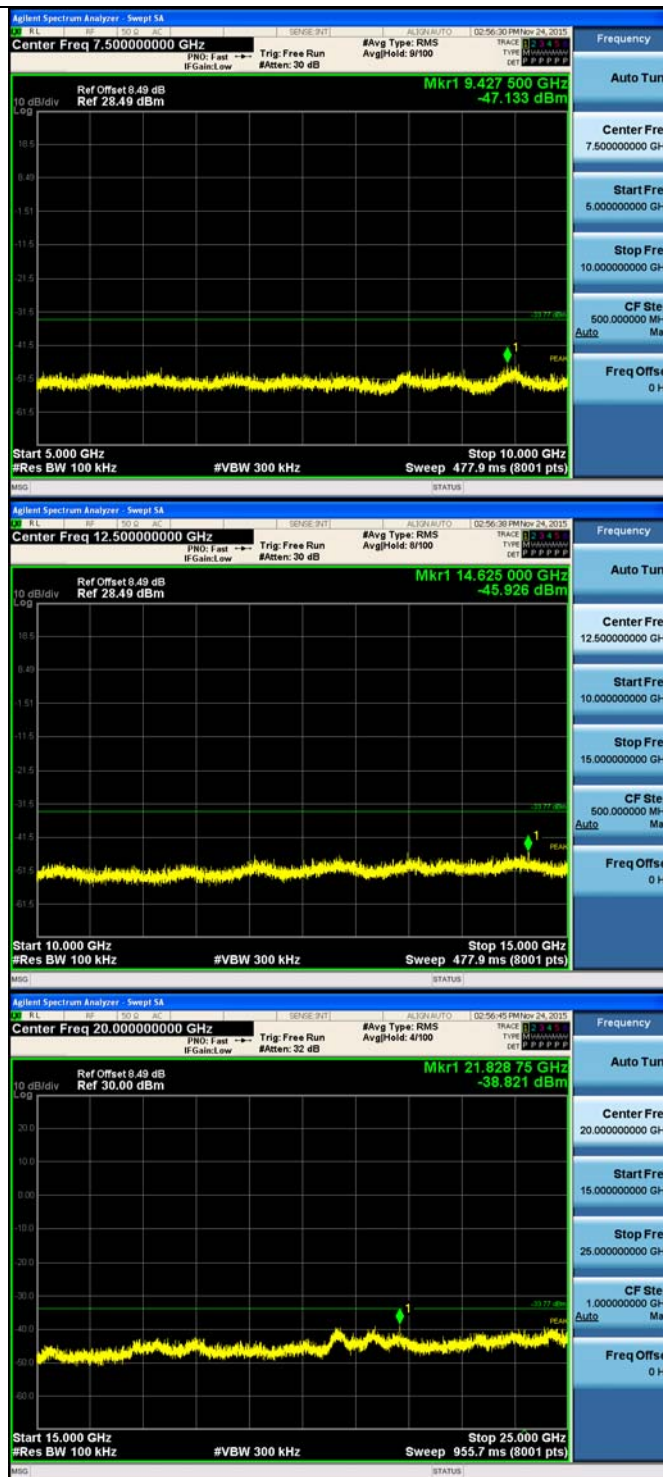 Agilent Spectrum Analyzer - Swept SA
RL RF 50 Ω AC SENSE:INT ALIGNAUTO 02:56:30 PM Nov 24, 2015
Center Freq 7.500000000 GHz #Avg Type: RMS TRACE 1 2 3 4 5 6 Frequency
PNO: Fast Trig: Free Run Avg|Hold: 9/100 TYPE
IFGain:Low #Atten: 30 dB DET P P P P P P
Auto Tun
Mkr1 9.427 500 GHz
Ref Offset 8.49 dB
10 dB/div Ref 28.49 dBm -47.133 dBm
Log
Center Fre
7.500000000 GH
18.5
8.49
Start Fre
5.000000000 GH
-1.51
-11.5
Stop Fre
10.000000000 GH
-21.5
-31.5
-33.77 dBm
CF Ste
500.000000 MH
Auto Ma
-41.5
1
PEAK
Freq Offse
0 H
-51.5
-61.5
Start 5.000 GHz Stop 10.000 GHz
#Res BW 100 kHz #VBW 300 kHz Sweep 477.9 ms (8001 pts)
MSG STATUS
Agilent Spectrum Analyzer - Swept SA
RL RF 50 Ω AC SENSE:INT ALIGNAUTO 02:56:38 PM Nov 24, 2015
Center Freq 12.500000000 GHz #Avg Type: RMS TRACE 1 2 3 4 5 6 Frequency
PNO: Fast Trig: Free Run Avg|Hold: 8/100 TYPE
IFGain:Low #Atten: 30 dB DET P P P P P P
Auto Tun
Mkr1 14.625 000 GHz
Ref Offset 8.49 dB
10 dB/div Ref 28.49 dBm -45.926 dBm
Log
Center Fre
12.500000000 GH
18.5
8.49
Start Fre
10.000000000 GH
-1.51
-11.5
Stop Fre
15.000000000 GH
-21.5
-31.5
-33.77 dBm
CF Ste
500.000000 MH
Auto Ma
-41.5
1
PEAK
Freq Offse
0 H
-51.5
-61.5
Start 10.000 GHz Stop 15.000 GHz
#Res BW 100 kHz #VBW 300 kHz Sweep 477.9 ms (8001 pts)
MSG STATUS
Agilent Spectrum Analyzer - Swept SA
RL RF 50 Ω AC SENSE:INT ALIGNAUTO 02:56:45 PM Nov 24, 2015
Center Freq 20.000000000 GHz #Avg Type: RMS TRACE 1 2 3 4 5 6 Frequency
PNO: Fast Trig: Free Run Avg|Hold: 4/100 TYPE
IFGain:Low #Atten: 32 dB DET P P P P P P
Auto Tun
Mkr1 21.828 75 GHz
Ref Offset 8.49 dB
10 dB/div Ref 30.00 dBm -38.821 dBm
Log
Center Fre
20.000000000 GH
20.0
10.0
Start Fre
15.000000000 GH
0.00
-10.0
Stop Fre
25.000000000 GH
-20.0
-30.0
-33.77 dBm
CF Ste
1.000000000 GH
Auto Ma
1
-40.0
PEAK
Freq Offse
0 H
-50.0
-60.0
Start 15.000 GHz Stop 25.000 GHz
#Res BW 100 kHz #VBW 300 kHz Sweep 955.7 ms (8001 pts)
MSG STATUS